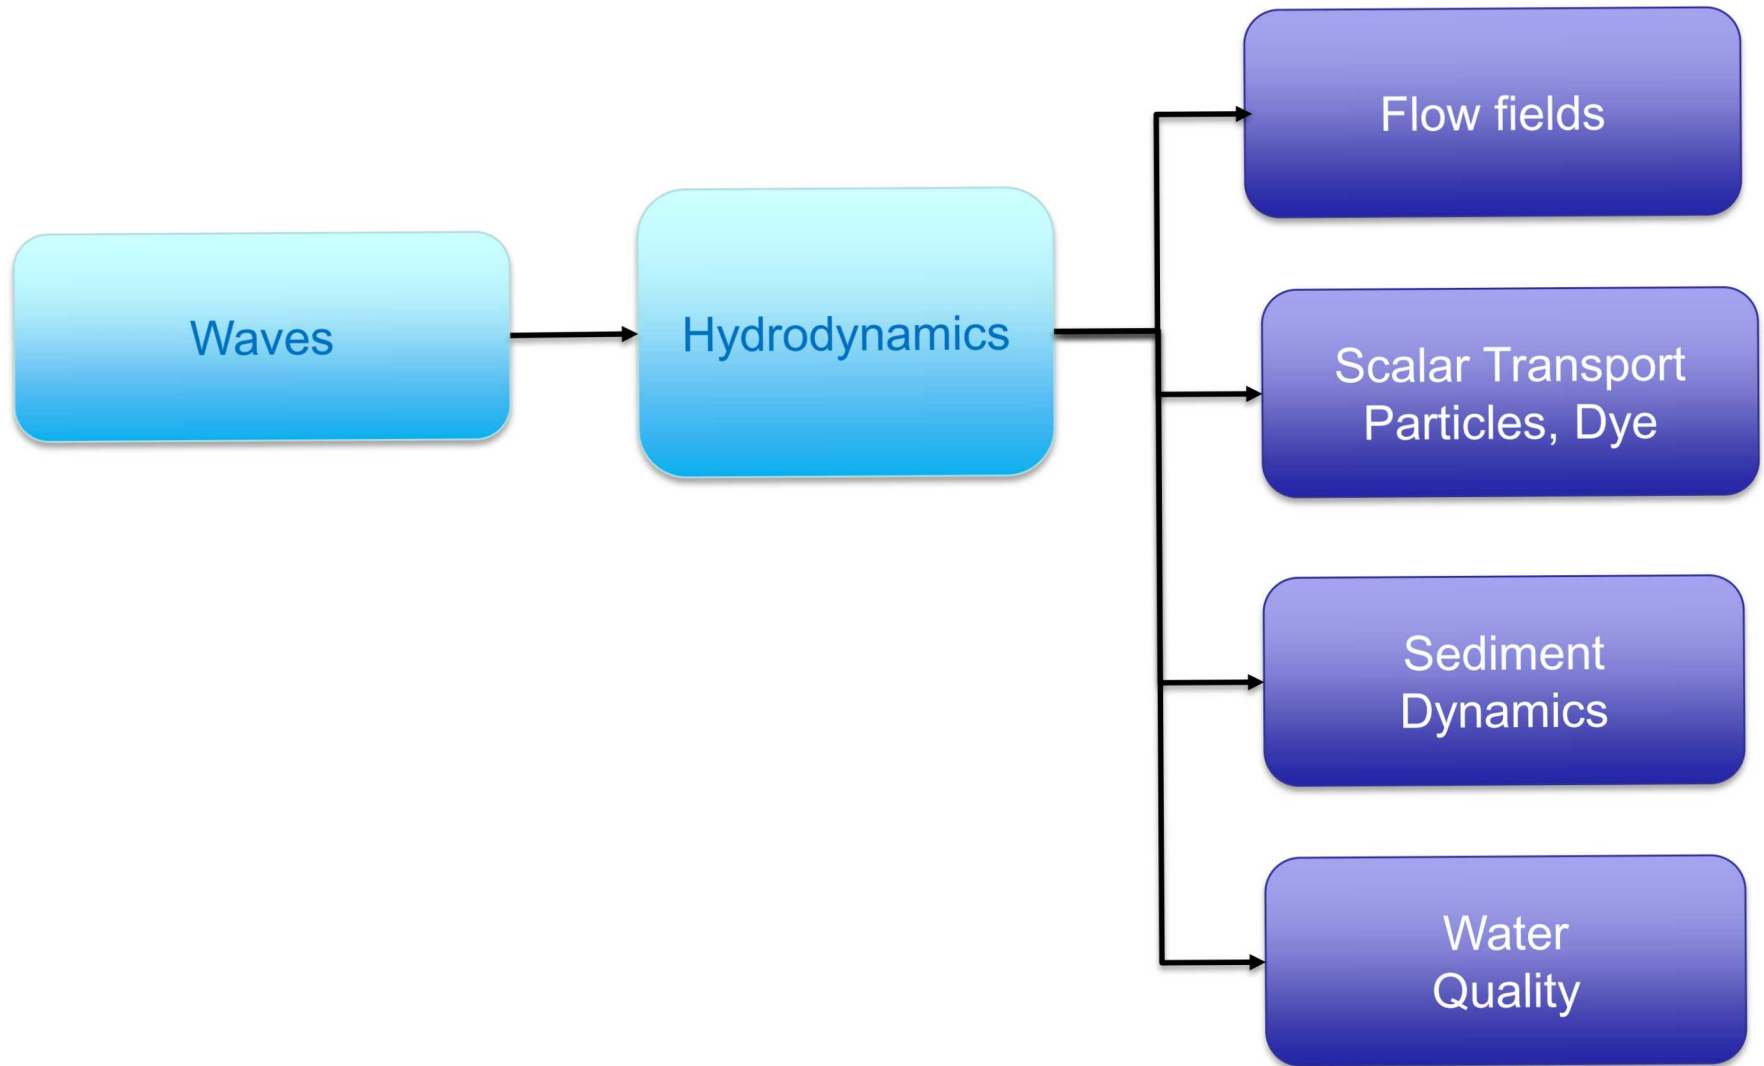 Waves
Hydrodynamics
Flow fields
Scalar Transport
Particles, Dye
Sediment
Dynamics
Water
Quality